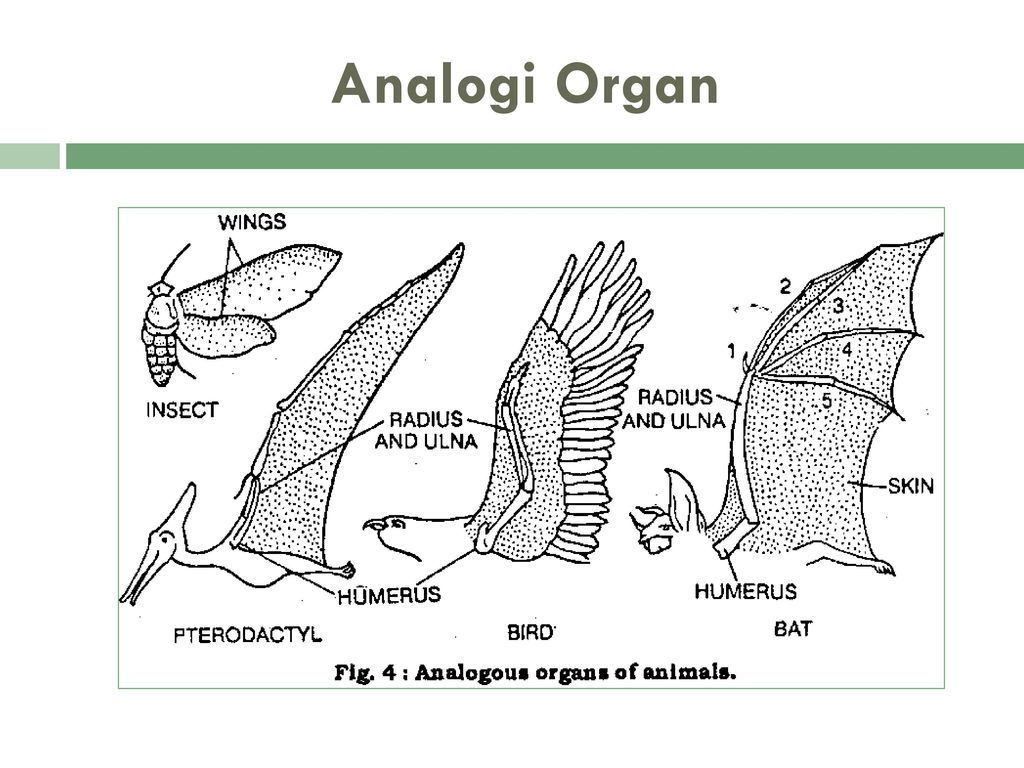 Analogi Organ
WINGS
INSECT
RADIUS
AND ULNA
HUMERUS
PTERODACTYL
BIRD
2
3
1
4
5
RADIUS
AND ULNA
SKIN
HUMERUS
BAT
Fig. 4 : Analogous organs of animals.